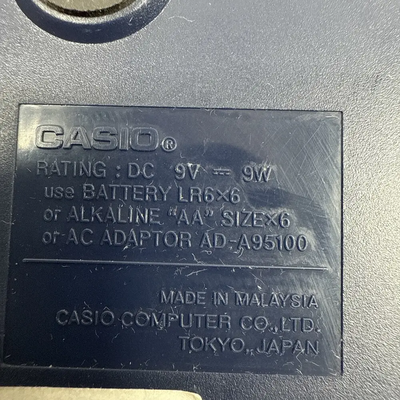 CASIO®
RATING : DC 9V ⎓ 9W
use BATTERY LR6×6
or ALKALINE "AA" SIZE×6
or AC ADAPTOR AD-A95100
MADE IN MALAYSIA
CASIO COMPUTER CO., LTD.
TOKYO, JAPAN